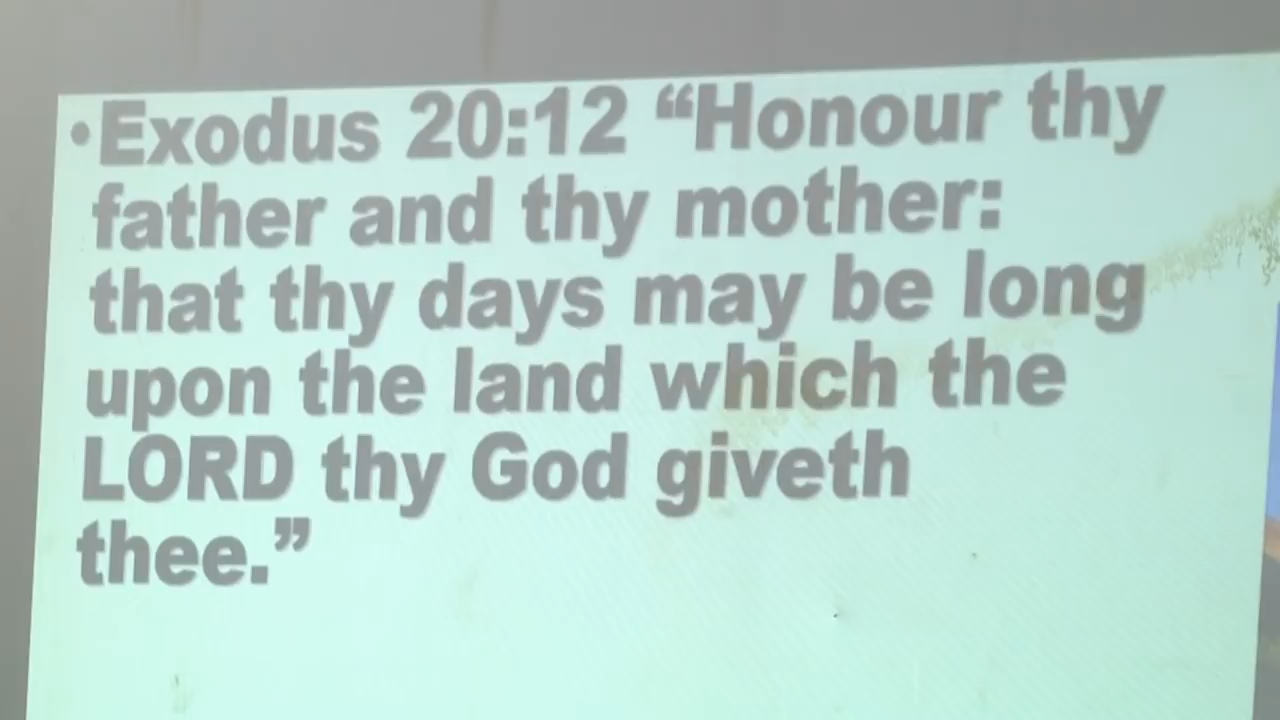 •Exodus 20:12 “Honour thy
father and thy mother:
that thy days may be long
upon the land which the
LORD thy God giveth
thee.”